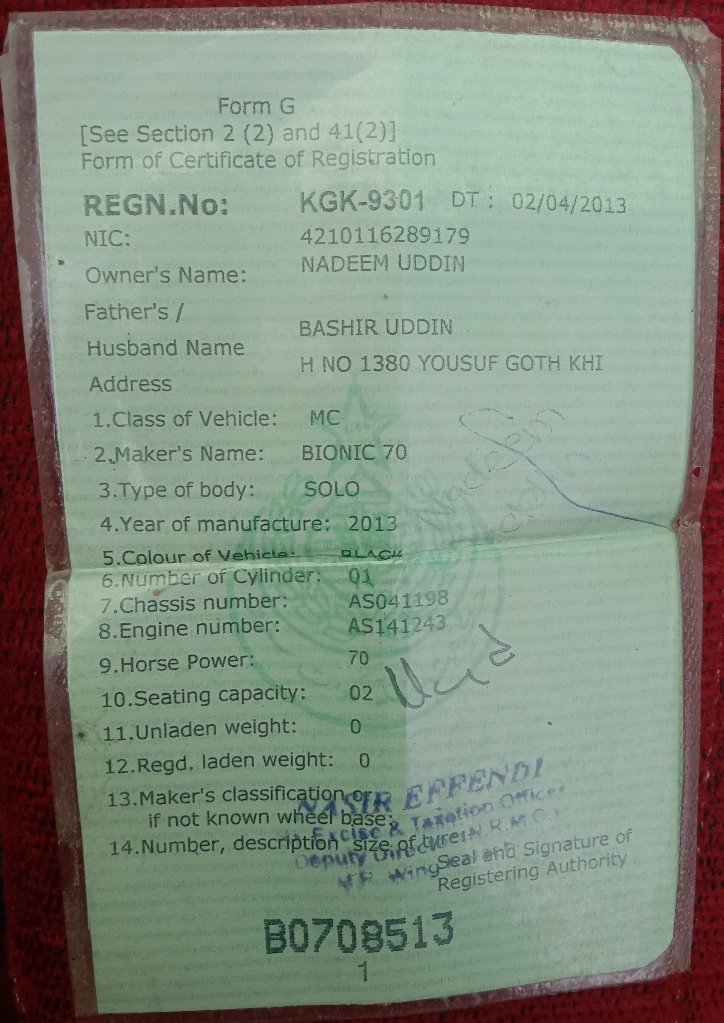 Form G
[See Section 2 (2) and 41(2)]
Form of Certificate of Registration
REGN.No: KGK-9301 DT : 02/04/2013
NIC: 4210116289179
Owner's Name: NADEEM UDDIN
Father's /
Husband Name BASHIR UDDIN
Address H NO 1380 YOUSUF GOTH KHI
1.Class of Vehicle: MC
2.Maker's Name: BIONIC 70
3.Type of body: SOLO
4.Year of manufacture: 2013
5.Colour of Vehicle: BLACK
6.Number of Cylinder: 01
7.Chassis number: AS041198
8.Engine number: AS141243
9.Horse Power: 70
10.Seating capacity: 02
11.Unladen weight: 0
12.Regd. laden weight: 0
13.Maker's classification or
if not known wheel base:
14.Number, description size of tyre:
NASIR EFFENDI
Excise & Taxation Officer
Deputy Director
M.R. Wing
Seal and Signature of
Registering Authority
Nadeem
B0708513
1